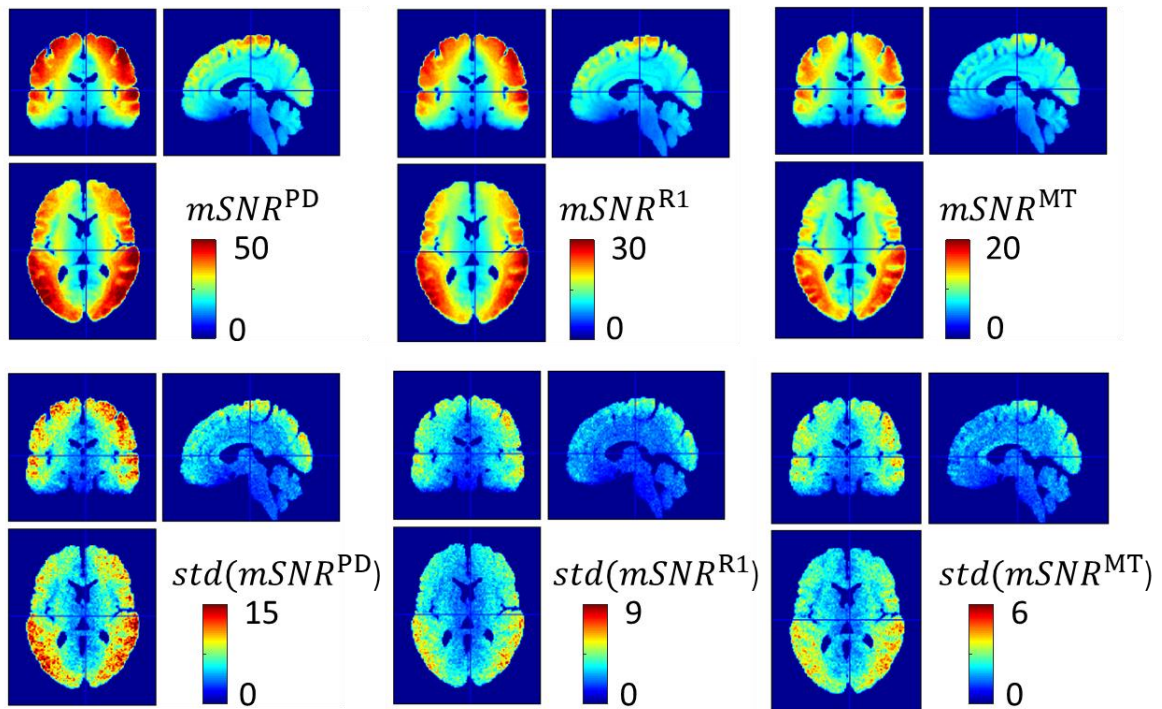 mSNR^PD
50
0
mSNR^R1
30
0
mSNR^MT
20
0
std(mSNR^PD)
15
0
std(mSNR^R1)
9
0
std(mSNR^MT)
6
0